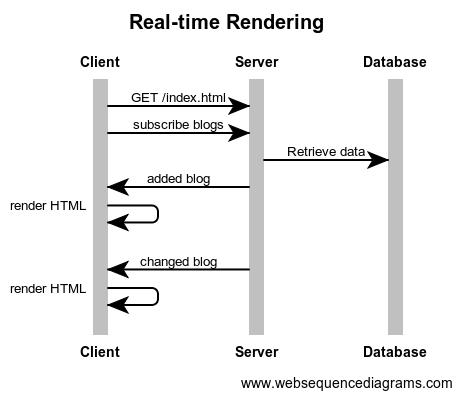 Real-time Rendering
Client Server Database
GET /index.html
subscribe blogs
Retrieve data
added blog
render HTML
changed blog
render HTML
Client Server Database
www.websequencediagrams.com